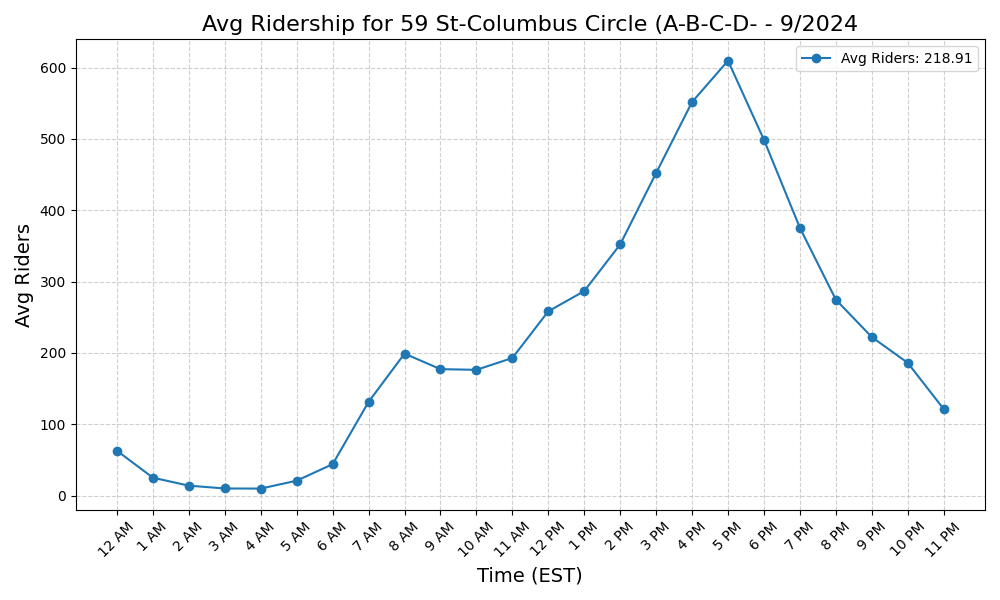 Avg Ridership for 59 St-Columbus Circle (A-B-C-D- - 9/2024
Avg Riders: 218.91
Avg Riders
600
500
400
300
200
100
0
12 AM
1 AM
2 AM
3 AM
4 AM
5 AM
6 AM
7 AM
8 AM
9 AM
10 AM
11 AM
12 PM
1 PM
2 PM
3 PM
4 PM
5 PM
6 PM
7 PM
8 PM
9 PM
10 PM
11 PM
Time (EST)